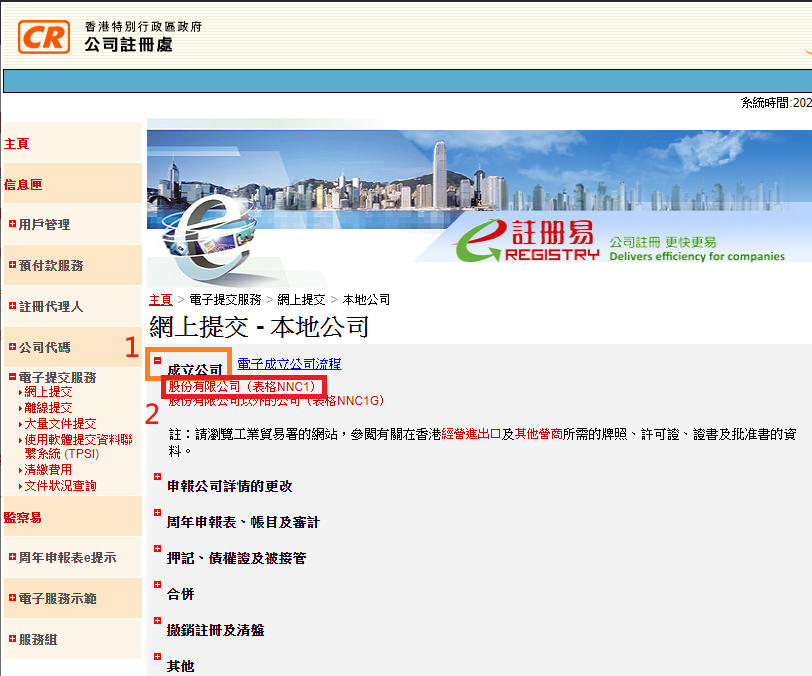 CR
香港特別行政區政府
公司註冊處
系統時間:202
主頁
信息匣
用戶管理
預付款服務
註冊代理人
公司代碼
電子提交服務
網上提交
離線提交
大量文件提交
使用軟體提交資料聯
繫系統 (TPSI)
清繳費用
文件狀況查詢
監察易
周年申報表e提示
電子服務示範
服務組
e
註冊易
e REGISTRY
公司註冊 更快更易
Delivers efficiency for companies
主頁 > 電子提交服務 > 網上提交 > 本地公司
網上提交 - 本地公司
1
成立公司 電子成立公司流程
股份有限公司（表格NNC1）
2
股份有限公司以外的公司（表格NNC1G）
註：請瀏覽工業貿易署的網站，參閱有關在香港經營進出口及其他營商所需的牌照、許可證、證書及批准書的資
料。
申報公司詳情的更改
周年申報表、帳目及審計
押記、債權證及被接管
合併
撤銷註冊及清盤
其他